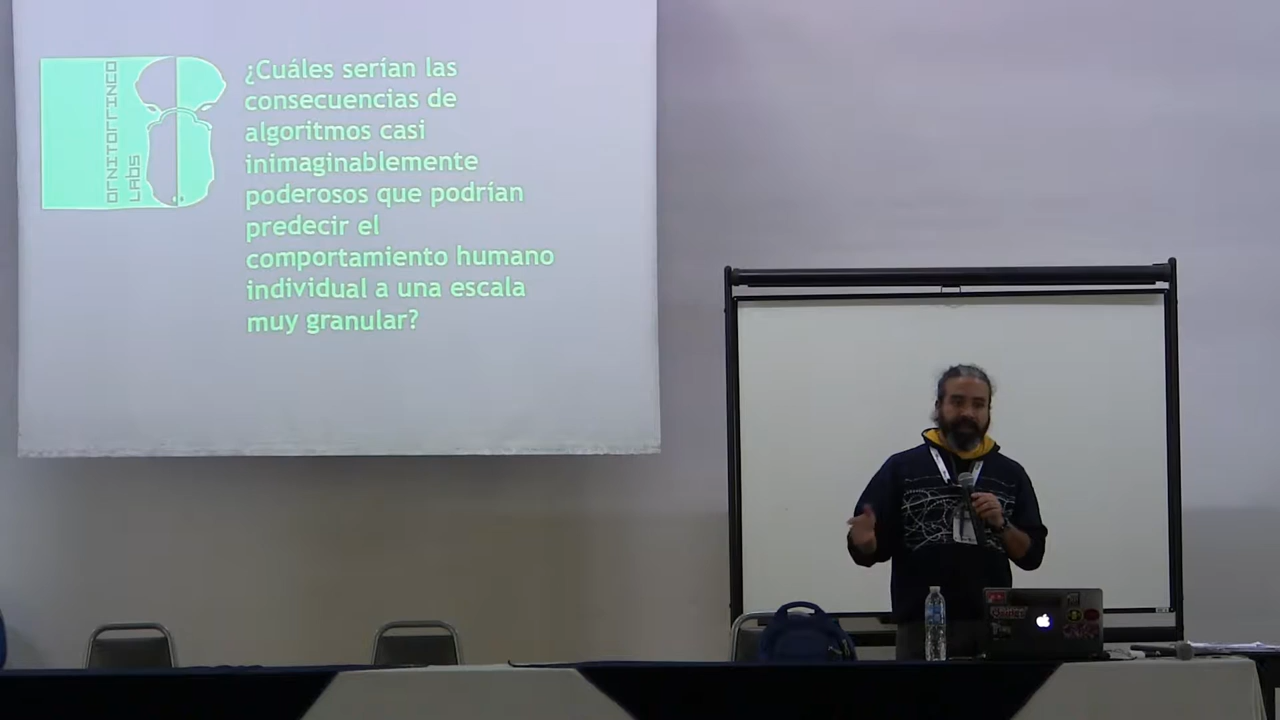 ORNITORRINCO
LABS
¿Cuáles serían las
consecuencias de
algoritmos casi
inimaginablemente
poderosos que podrían
predecir el
comportamiento humano
individual a una escala
muy granular?